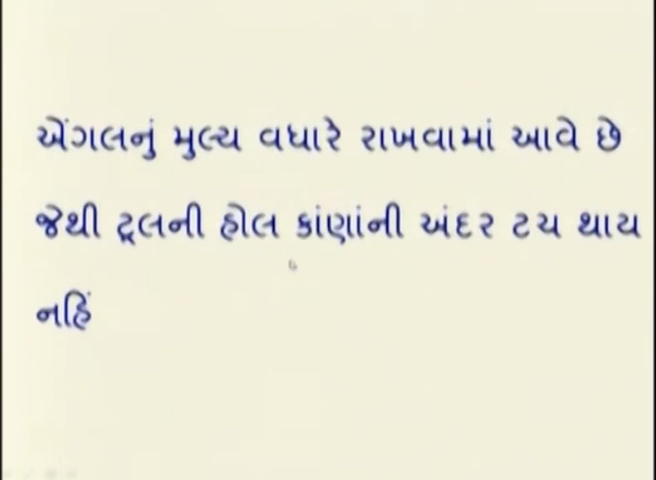 એંગલનું મુલ્ય વધારે રાખવામાં આવે છે
જેથી ટૂલની હોલ કાંણાંની અંદર ટચ થાય
નહિં